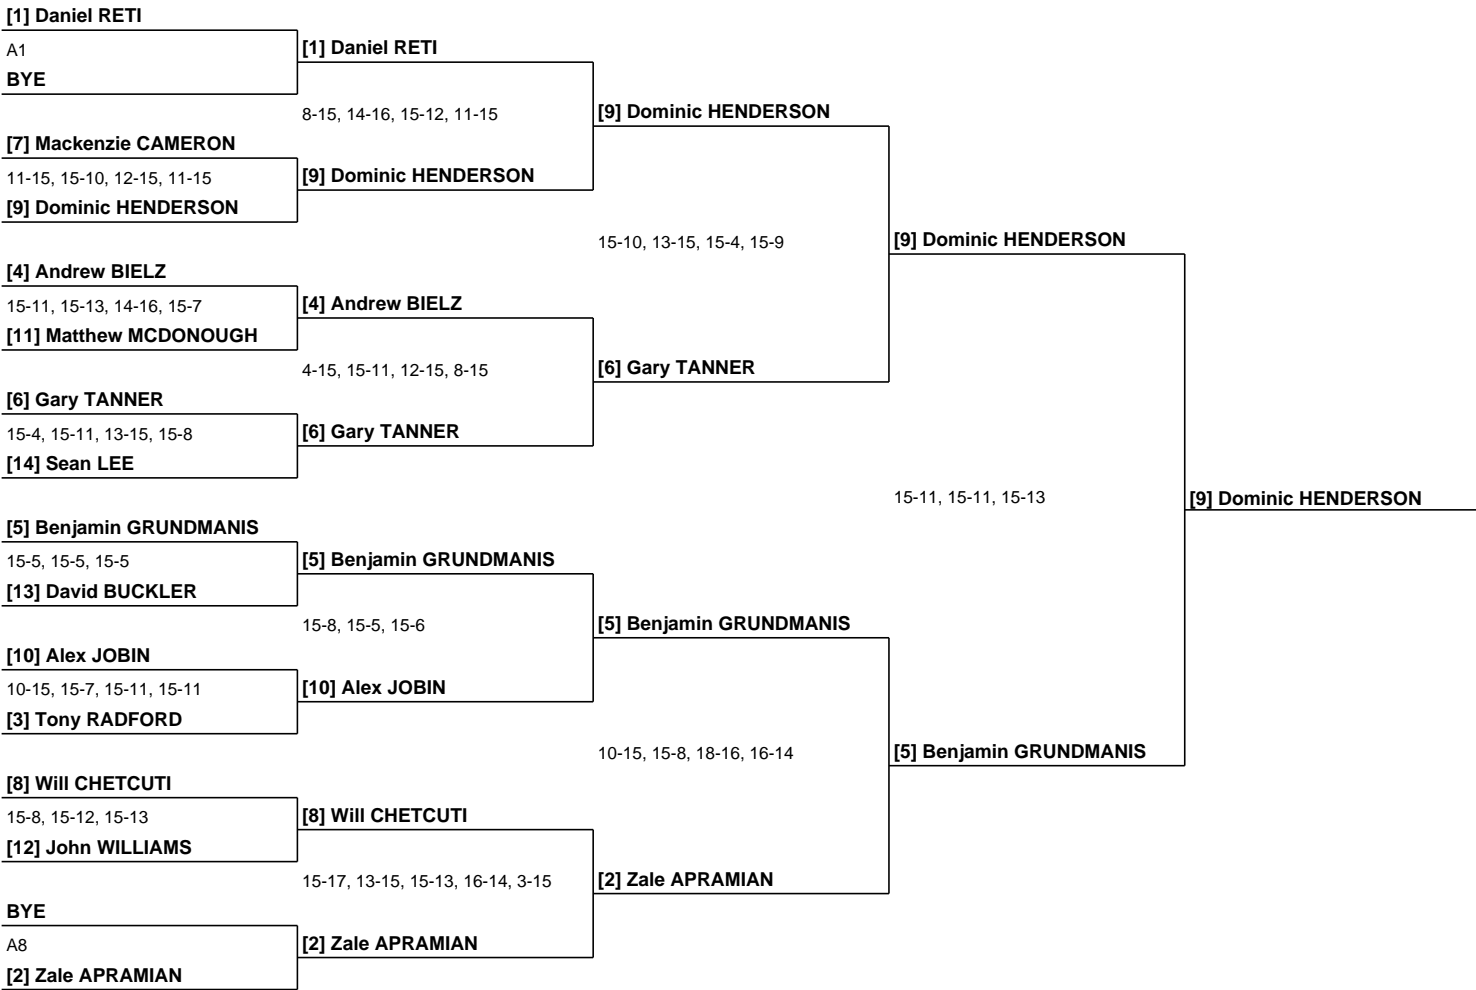 [1] Daniel RETI
A1
BYE
[7] Mackenzie CAMERON
11-15, 15-10, 12-15, 11-15
[9] Dominic HENDERSON
[4] Andrew BIELZ
15-11, 15-13, 14-16, 15-7
[11] Matthew MCDONOUGH
[6] Gary TANNER
15-4, 15-11, 13-15, 15-8
[14] Sean LEE
[5] Benjamin GRUNDMANIS
15-5, 15-5, 15-5
[13] David BUCKLER
[10] Alex JOBIN
10-15, 15-7, 15-11, 15-11
[3] Tony RADFORD
[8] Will CHETCUTI
15-8, 15-12, 15-13
[12] John WILLIAMS
BYE
A8
[2] Zale APRAMIAN
[1] Daniel RETI
8-15, 14-16, 15-12, 11-15
[9] Dominic HENDERSON
[4] Andrew BIELZ
4-15, 15-11, 12-15, 8-15
[6] Gary TANNER
[5] Benjamin GRUNDMANIS
15-8, 15-5, 15-6
[10] Alex JOBIN
[8] Will CHETCUTI
15-17, 13-15, 15-13, 16-14, 3-15
[2] Zale APRAMIAN
[9] Dominic HENDERSON
15-10, 13-15, 15-4, 15-9
[6] Gary TANNER
[5] Benjamin GRUNDMANIS
10-15, 15-8, 18-16, 16-14
[2] Zale APRAMIAN
[9] Dominic HENDERSON
15-11, 15-11, 15-13
[5] Benjamin GRUNDMANIS
[9] Dominic HENDERSON